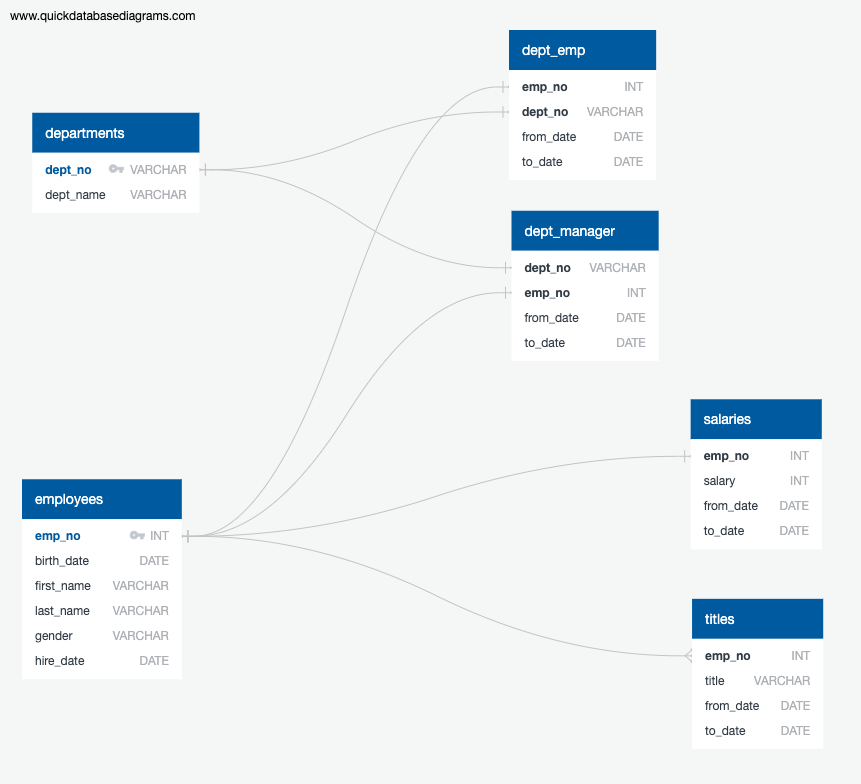 www.quickdatabasediagrams.com
departments
dept_no VARCHAR
dept_name VARCHAR
dept_emp
emp_no INT
dept_no VARCHAR
from_date DATE
to_date DATE
dept_manager
dept_no VARCHAR
emp_no INT
from_date DATE
to_date DATE
employees
emp_no INT
birth_date DATE
first_name VARCHAR
last_name VARCHAR
gender VARCHAR
hire_date DATE
salaries
emp_no INT
salary INT
from_date DATE
to_date DATE
titles
emp_no INT
title VARCHAR
from_date DATE
to_date DATE